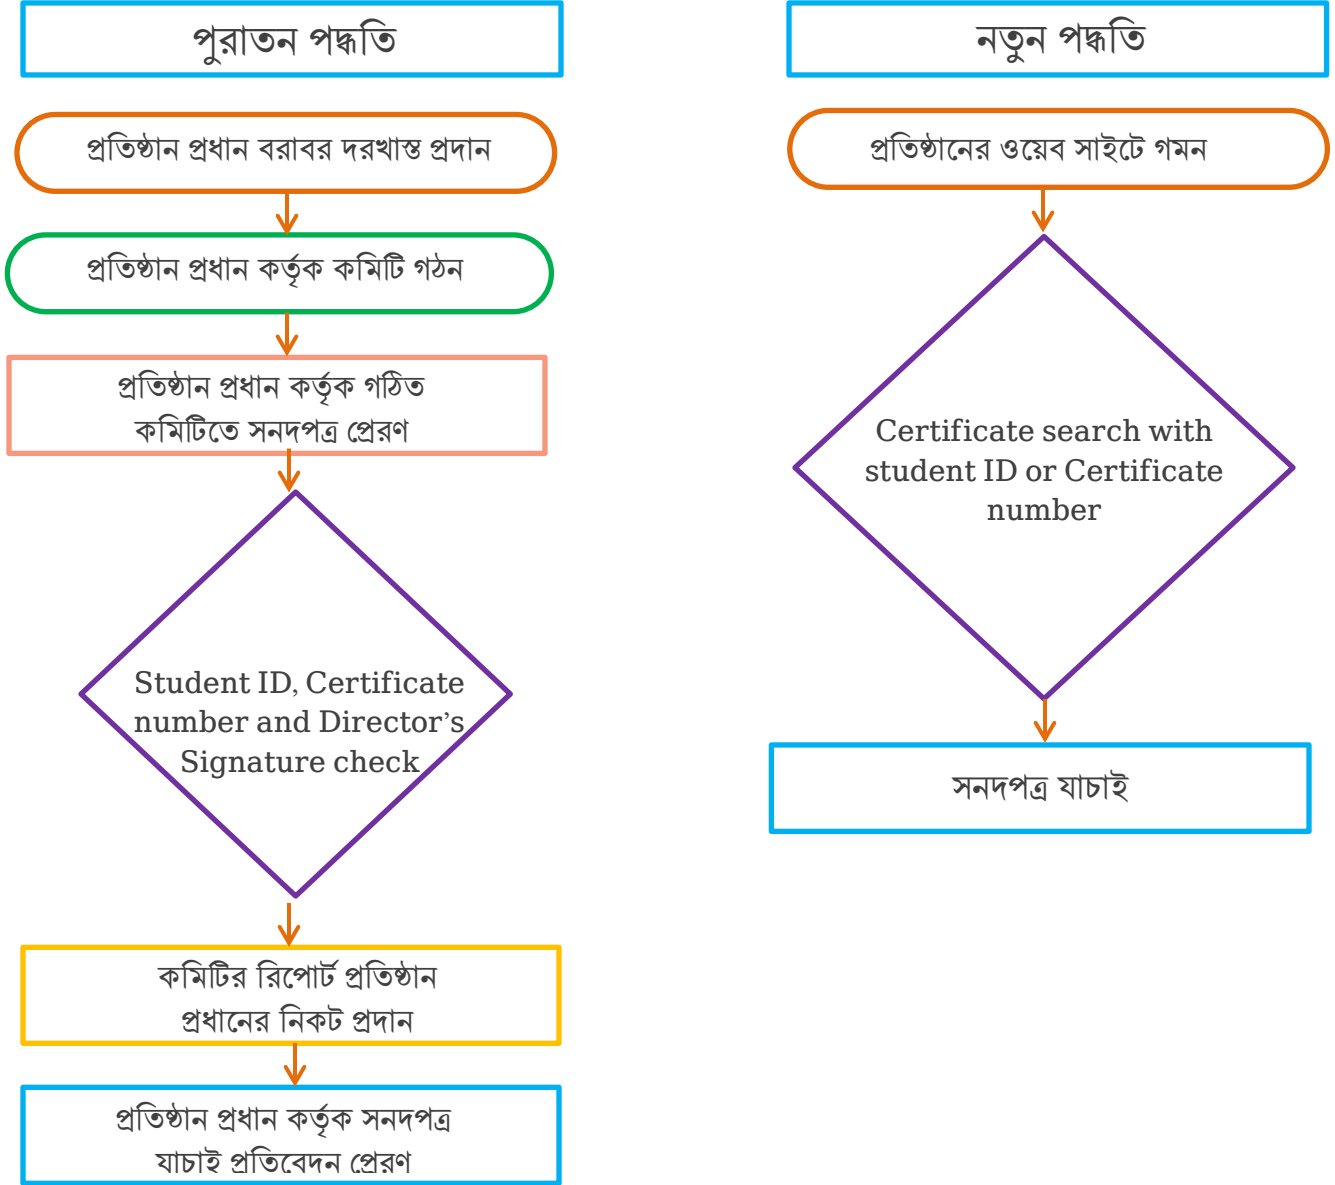 পুরাতন পদ্ধতি
প্রতিষ্ঠান প্রধান বরাবর দরখাস্ত প্রদান
প্রতিষ্ঠান প্রধান কর্তৃক কমিটি গঠন
প্রতিষ্ঠান প্রধান কর্তৃক গঠিত
কমিটিতে সনদপত্র প্রেরণ
Student ID, Certificate
number and Director’s
Signature check
কমিটির রিপোর্ট প্রতিষ্ঠান
প্রধানের নিকট প্রদান
প্রতিষ্ঠান প্রধান কর্তৃক সনদপত্র
যাচাই প্রতিবেদন প্রেরণ
নতুন পদ্ধতি
প্রতিষ্ঠানের ওয়েব সাইটে গমন
Certificate search with
student ID or Certificate
number
সনদপত্র যাচাই